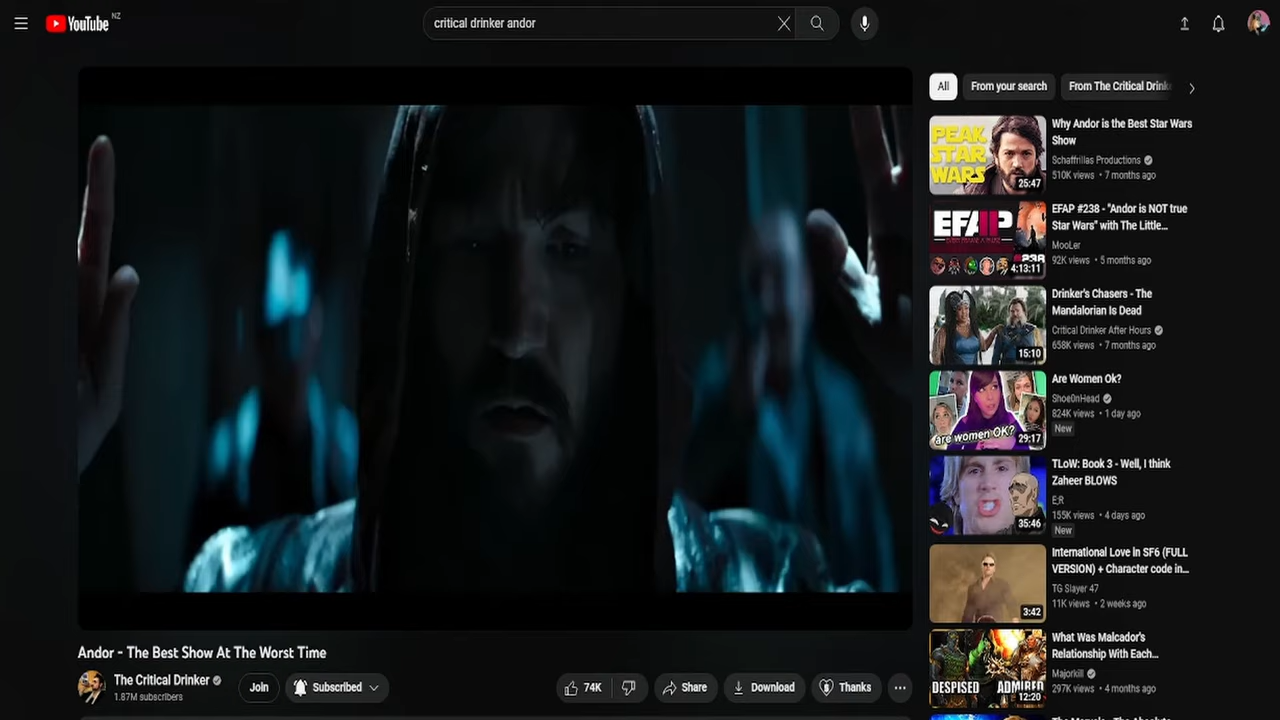 YouTube NZ
critical drinker andor
All
From your search
From The Critical Drink
PEAK
STAR
WARS
25:47
Why Andor is the Best Star Wars
Show
Schaffrillas Productions
510K views • 7 months ago
EFAP
#238
4:13:11
EFAP #238 - "Andor is NOT true
Star Wars" with The Little...
MooLer
92K views • 5 months ago
15:10
Drinker's Chasers - The
Mandalorian Is Dead
Critical Drinker After Hours
658K views • 7 months ago
are women OK?
29:17
Are Women Ok?
Shoe0nHead
824K views • 1 day ago
New
35:46
TLoW: Book 3 - Well, I think
Zaheer BLOWS
E;R
155K views • 4 days ago
New
3:42
International Love in SF6 (FULL
VERSION) + Character code in...
TG Slayer 47
11K views • 2 weeks ago
DESPISED
ADMIRED
12:20
What Was Malcador's
Relationship With Each...
Majorkill
297K views • 4 months ago
Andor - The Best Show At The Worst Time
The Critical Drinker
1.87M subscribers
Join
Subscribed
74K
Share
Download
Thanks